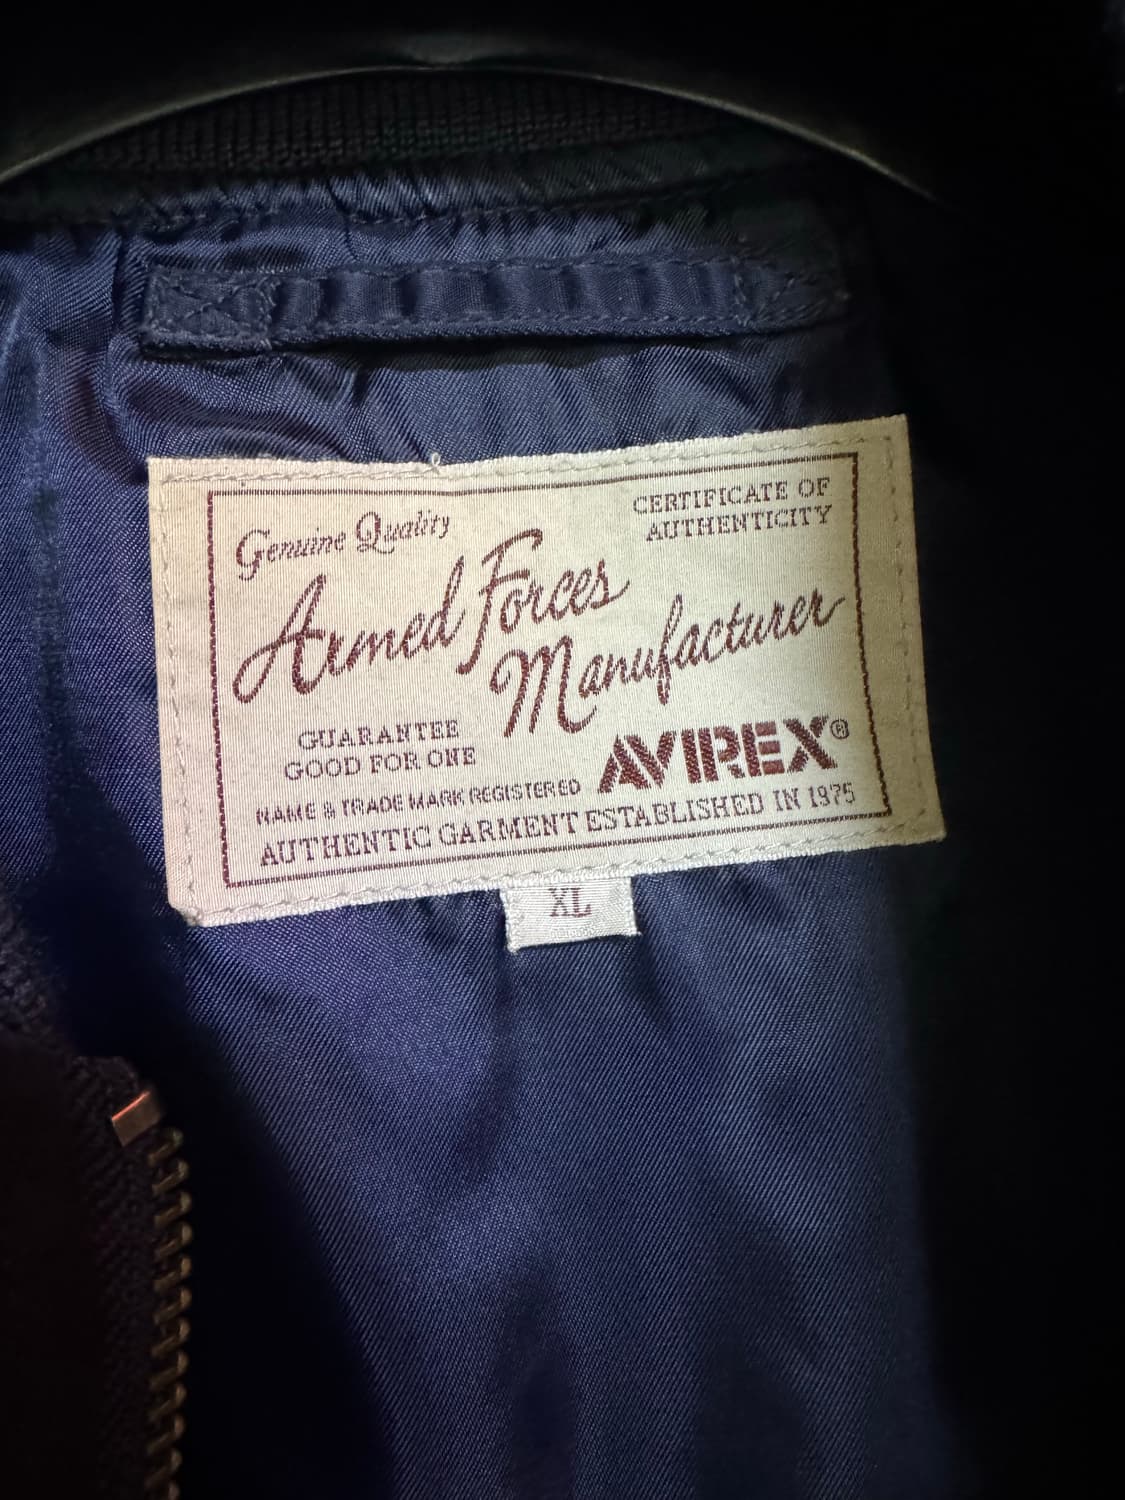 Genuine Quality
CERTIFICATE OF
AUTHENTICITY
Armed Forces
Manufacturer
GUARANTEE
GOOD FOR ONE
AVIREX®
NAME & TRADE MARK REGISTERED
AUTHENTIC GARMENT ESTABLISHED IN 1975
XL